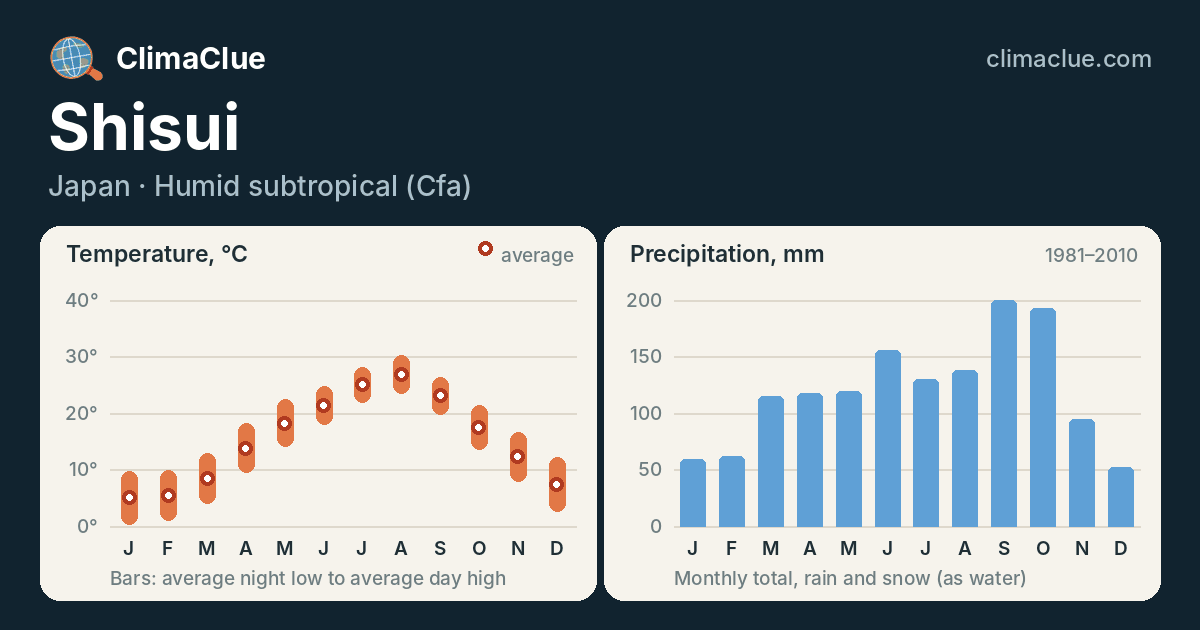 ClimaClue
climaclue.com
Shisui
Japan · Humid subtropical (Cfa)
Temperature, °C
average
40°
30°
20°
10°
0°
J F M A M J J A S O N D
Bars: average night low to average day high
Precipitation, mm
1981–2010
200
150
100
50
0
J F M A M J J A S O N D
Monthly total, rain and snow (as water)